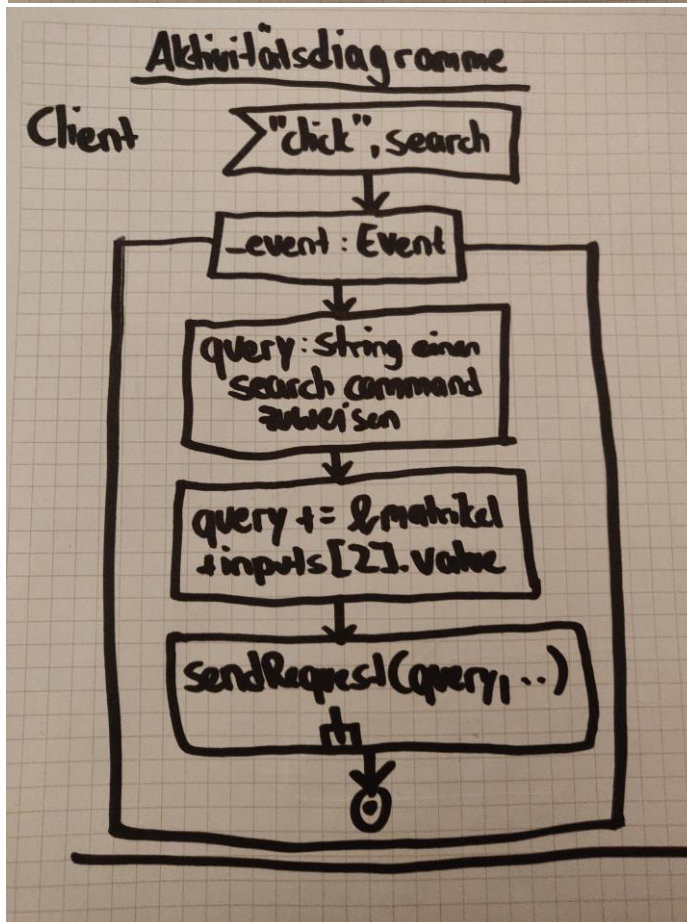 Aktivitätsdiagramme
Client
"click", search
_event : Event
query : String einen
search command
zuweisen
query += &matrikel
+inputs[2].value
sendRequest(query, ..)